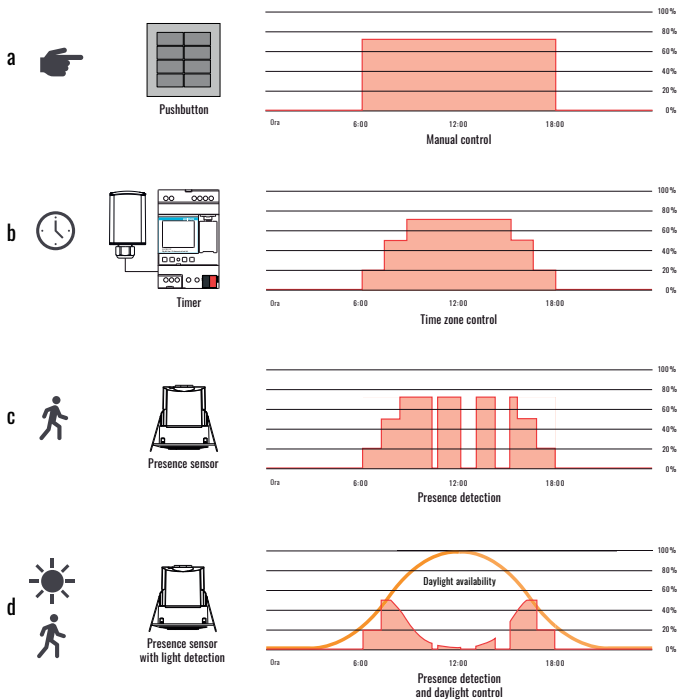 a
Pushbutton
100%
80%
60%
40%
20%
0%
Ora
6:00
12:00
18:00
Manual control
b
Timer
100%
80%
60%
40%
20%
0%
Ora
6:00
12:00
18:00
Time zone control
c
Presence sensor
100%
80%
60%
40%
20%
0%
Ora
6:00
12:00
18:00
Presence detection
d
Presence sensor
with light detection
Daylight availability
100%
80%
60%
40%
20%
0%
Ora
6:00
12:00
18:00
Presence detection
and daylight control